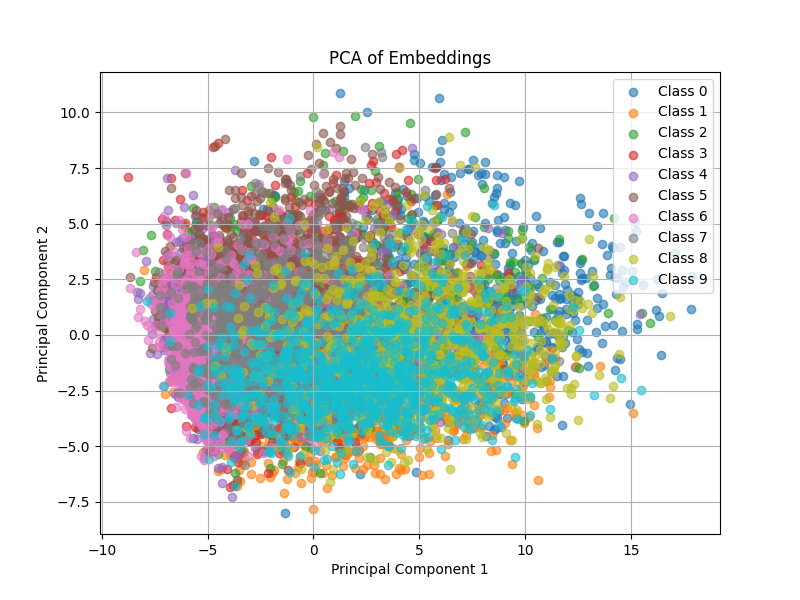 PCA of Embeddings
Class 0
Class 1
Class 2
Class 3
Class 4
Class 5
Class 6
Class 7
Class 8
Class 9
10.0
7.5
5.0
2.5
0.0
−2.5
−5.0
−7.5
Principal Component 2
−10
−5
0
5
10
15
Principal Component 1